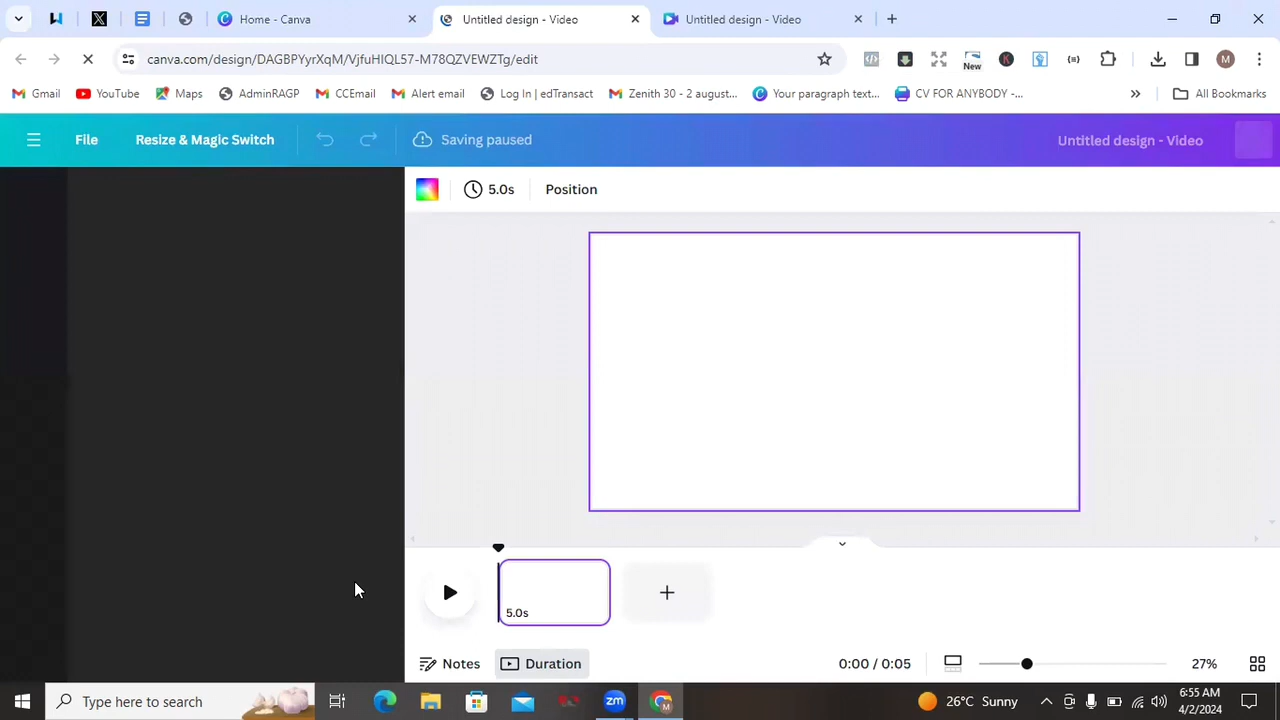 Home - Canva
Untitled design - Video
Untitled design - Video
canva.com/design/DAGBPYyrXqM/VjfuHIQL57-M78QZVEWZTg/edit
New
K
M
Gmail
YouTube
Maps
AdminRAGP
CCEmail
Alert email
Log In | edTransact
Zenith 30 - 2 august...
Your paragraph text...
CV FOR ANYBODY -...
All Bookmarks
File
Resize & Magic Switch
Saving paused
Untitled design - Video
5.0s
Position
5.0s
Notes
Duration
0:00 / 0:05
27%
Type here to search
zm
M
26°C Sunny
6:55 AM
4/2/2024